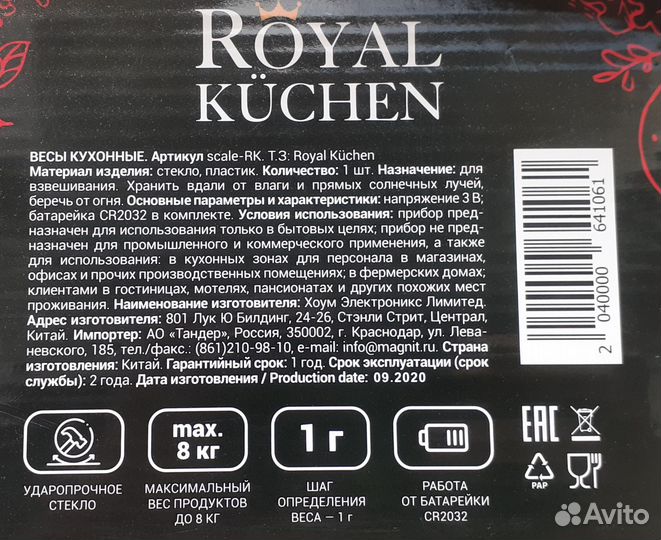 ROYAL
KÜCHEN
ВЕСЫ КУХОННЫЕ. Артикул scale-RK. Т.З: Royal Küchen
Материал изделия: стекло, пластик. Количество: 1 шт. Назначение: для
взвешивания. Хранить вдали от влаги и прямых солнечных лучей,
беречь от огня. Основные параметры и характеристики: напряжение 3 В;
батарейка CR2032 в комплекте. Условия использования: прибор пред-
назначен для использования только в бытовых целях; прибор не пред-
назначен для промышленного и коммерческого применения, а также
для использования: в кухонных зонах для персонала в магазинах,
офисах и прочих производственных помещениях; в фермерских домах;
клиентами в гостиницах, мотелях, пансионатах и других похожих мест
проживания. Наименование изготовителя: Хоум Электроникс Лимитед.
Адрес изготовителя: 801 Лук Ю Билдинг, 24-26, Стэнли Стрит, Централ,
Китай. Импортер: АО «Тандер», Россия, 350002, г. Краснодар, ул. Лева-
невского, 185, тел./факс.: (861)210-98-10, e-mail: info@magnit.ru. Страна
изготовления: Китай. Гарантийный срок: 1 год. Срок эксплуатации (срок
службы): 2 года. Дата изготовления / Production date: 09.2020
2 040000 641061
УДАРОПРОЧНОЕ
СТЕКЛО
max.
8 кг
МАКСИМАЛЬНЫЙ
ВЕС ПРОДУКТОВ
ДО 8 КГ
1 г
ШАГ
ОПРЕДЕЛЕНИЯ
ВЕСА – 1 г
РАБОТА
ОТ БАТАРЕЙКИ
CR2032
EAC
PAP
Avito